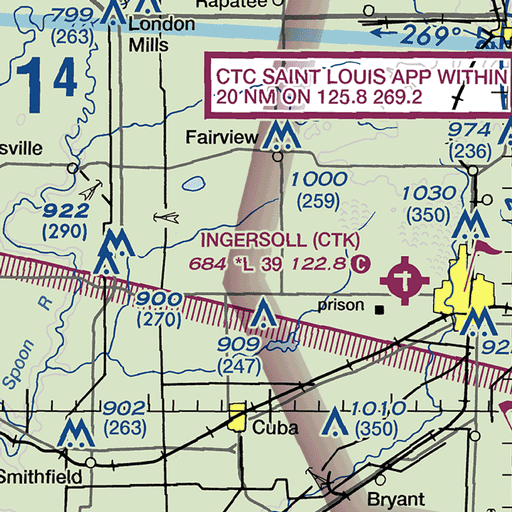 Rapatee
799
(263)
London
Mills
269°
14
CTC SAINT LOUIS APP WITHIN
20 NM ON 125.8 269.2
Fairview
974
(236)
sville
1000
(259)
1030
(350)
922
(290)
INGERSOLL (CTK)
684 *L 39 122.8 C
900
(270)
prison
909
(247)
922
R
Spoon
902
(263)
1010
(350)
Cuba
Smithfield
Bryant